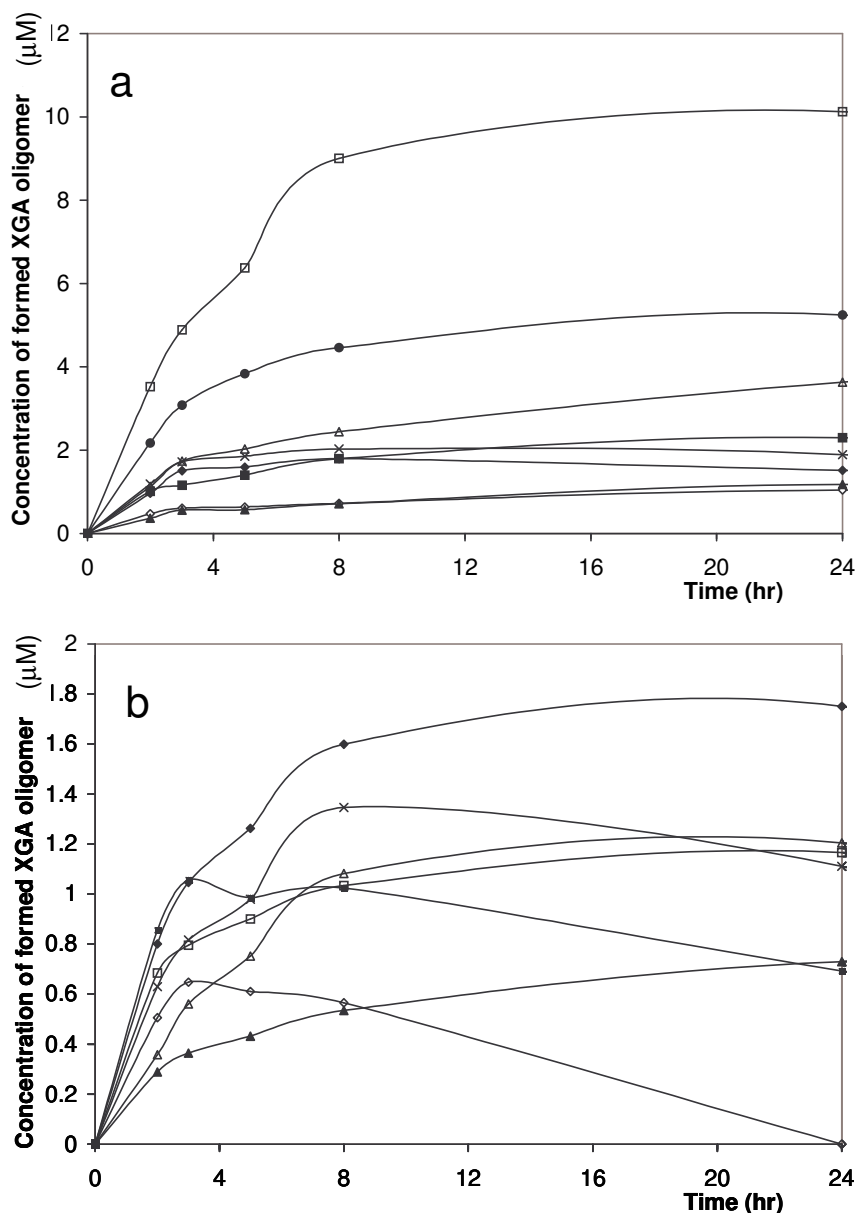 Concentration of formed XGA oligomer (µM)
a
12
10
8
6
4
2
0
0 4 8 12 16 20 24
Time (hr)
Concentration of formed XGA oligomer (µM)
b
2
1.8
1.6
1.4
1.2
1
0.8
0.6
0.4
0.2
0
0 4 8 12 16 20 24
Time (hr)